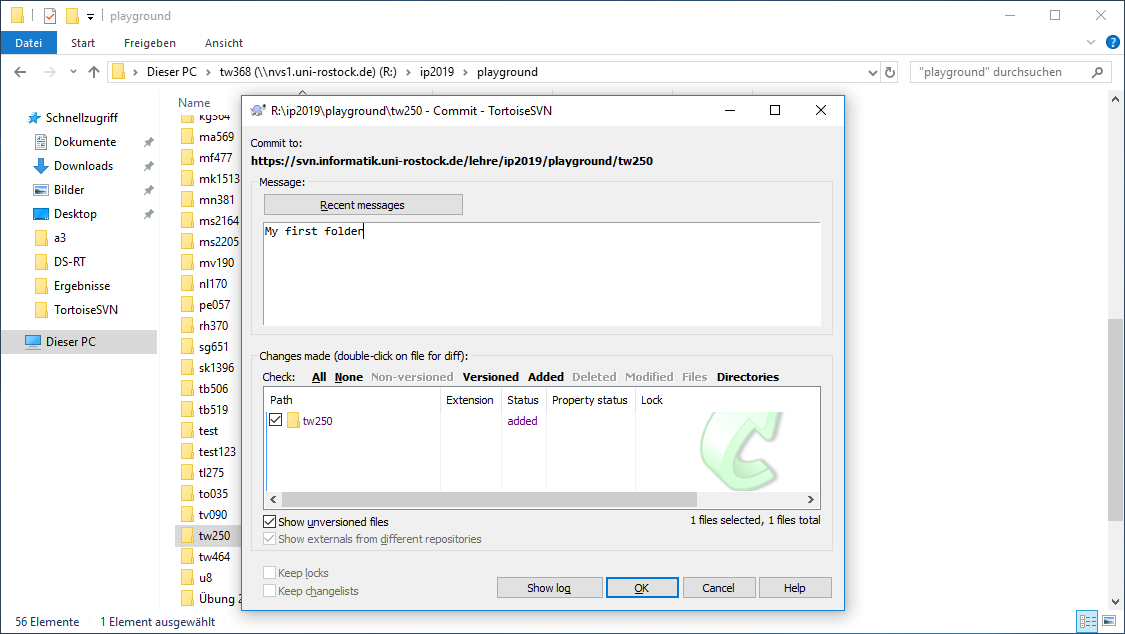 playground
Datei Start Freigeben Ansicht
Dieser PC tw368 (\\nvs1.uni-rostock.de) (R:) ip2019 playground
"playground" durchsuchen
Schnellzugriff
Dokumente
Downloads
Bilder
Desktop
a3
DS-RT
Ergebnisse
TortoiseSVN
Dieser PC
Name
kg364
ma569
mf477
mk1513
mn381
ms2164
ms2205
mv190
nl170
pe057
rh370
sg651
sk1396
tb506
tb519
test
test123
tl275
to035
tv090
tw250
tw464
u8
Übung
R:\ip2019\playground\tw250 - Commit - TortoiseSVN
Commit to:
https://svn.informatik.uni-rostock.de/lehre/ip2019/playground/tw250
Message:
Recent messages
My first folder
Changes made (double-click on file for diff):
Check: All None Non-versioned Versioned Added Deleted Modified Files Directories
Path Extension Status Property status Lock
tw250 added
Show unversioned files
1 files selected, 1 files total
Show externals from different repositories
Keep locks
Keep changelists
Show log OK Cancel Help
56 Elemente 1 Element ausgewählt